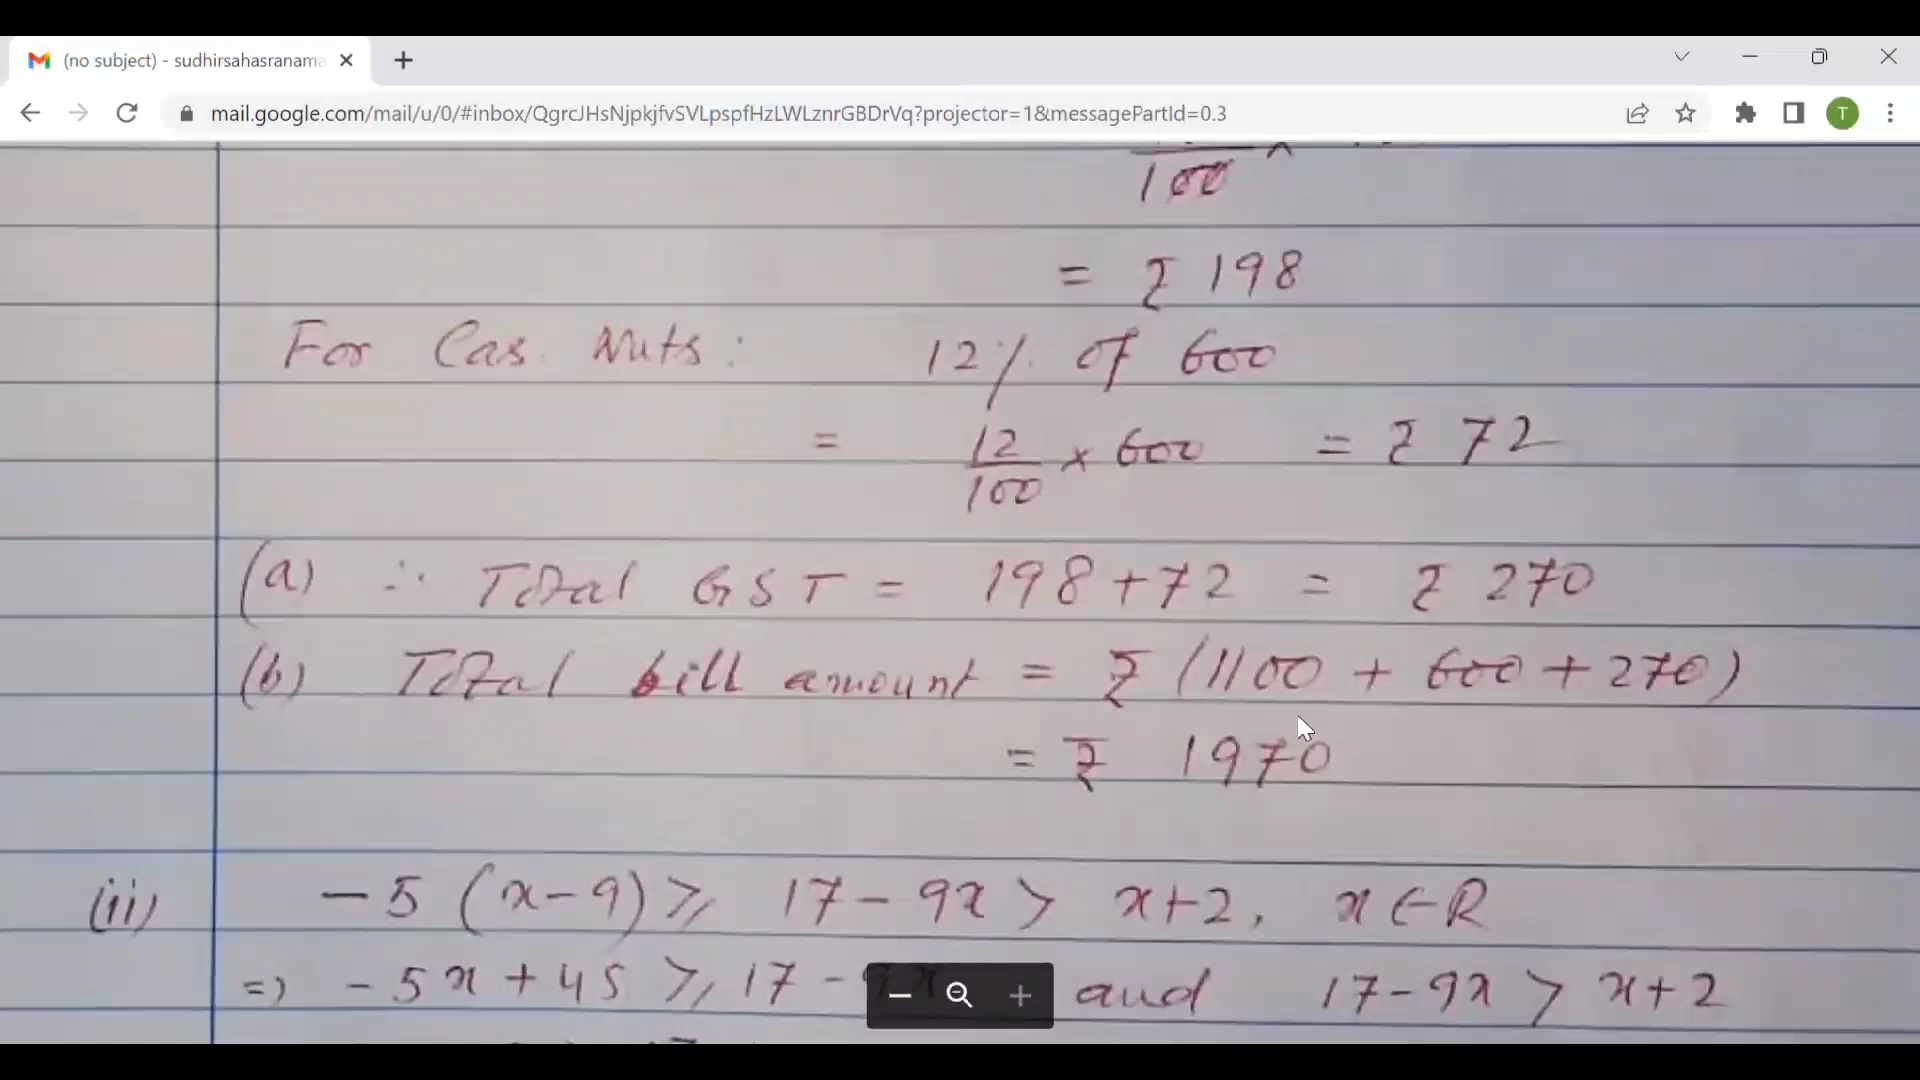 (no subject) - sudhirsahasranama
mail.google.com/mail/u/0/#inbox/QgrcJHsNjpkjfvSVLpspfHzLWLznrGBDrVq?projector=1&messagePartId=0.3
T
100 ×
= ₹ 198
For Cas. Nuts: 12% of 600
= 12/100 × 600 = ₹ 72
(a) ∴ Total GST = 198+72 = ₹ 270
(b) Total bill amount = ₹ (1100 + 600 + 270)
= ₹ 1970
(ii) -5 (x-9) ⩾ 17 - 9x > x+2, x ∈ R
=> -5x + 45 ⩾ 17 - 9x and 17-9x > x+2